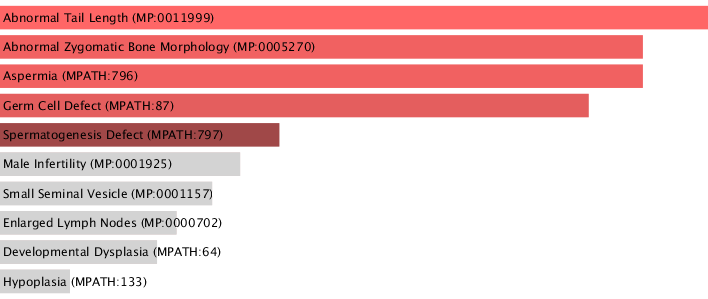 Abnormal Tail Length (MP:0011999)
Abnormal Zygomatic Bone Morphology (MP:0005270)
Aspermia (MPATH:796)
Germ Cell Defect (MPATH:87)
Spermatogenesis Defect (MPATH:797)
Male Infertility (MP:0001925)
Small Seminal Vesicle (MP:0001157)
Enlarged Lymph Nodes (MP:0000702)
Developmental Dysplasia (MPATH:64)
Hypoplasia (MPATH:133)